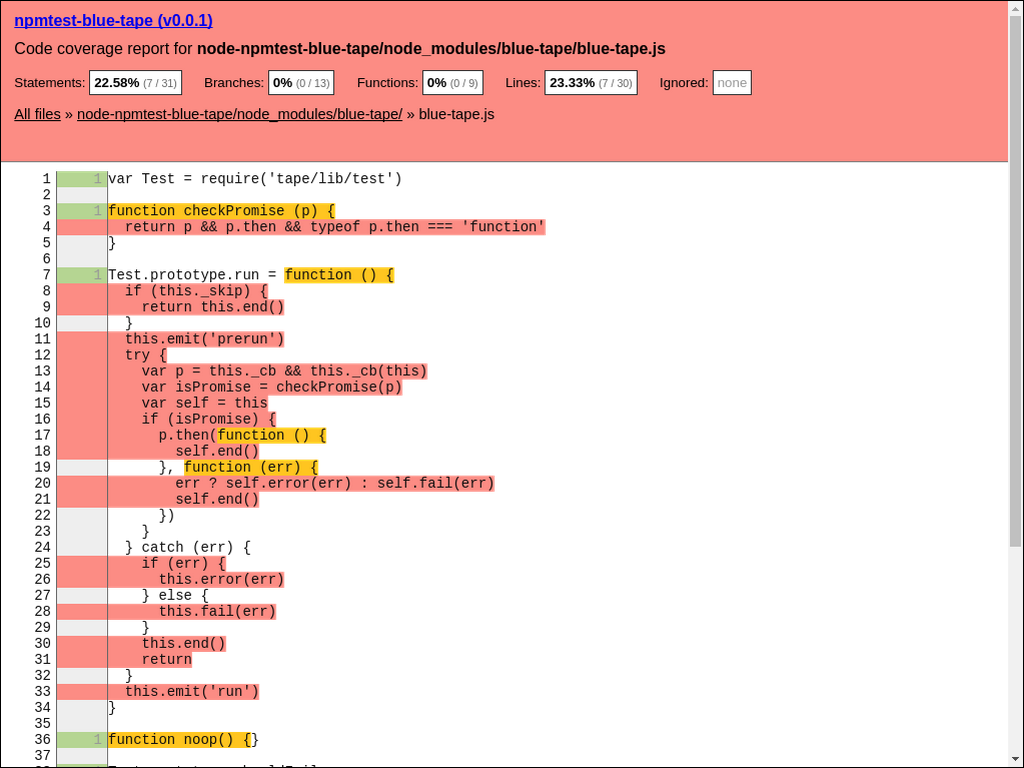 npmtest-blue-tape (v0.0.1)
Code coverage report for node-npmtest-blue-tape/node_modules/blue-tape/blue-tape.js
Statements: 22.58% (7 / 31) Branches: 0% (0 / 13) Functions: 0% (0 / 9) Lines: 23.33% (7 / 30) Ignored: none
All files » node-npmtest-blue-tape/node_modules/blue-tape/ » blue-tape.js
1 1 var Test = require('tape/lib/test')
2
3 1 function checkPromise (p) {
4 return p && p.then && typeof p.then === 'function'
5 }
6
7 1 Test.prototype.run = function () {
8 if (this._skip) {
9 return this.end()
10 }
11 this.emit('prerun')
12 try {
13 var p = this._cb && this._cb(this)
14 var isPromise = checkPromise(p)
15 var self = this
16 if (isPromise) {
17 p.then(function () {
18 self.end()
19 }, function (err) {
20 err ? self.error(err) : self.fail(err)
21 self.end()
22 })
23 }
24 } catch (err) {
25 if (err) {
26 this.error(err)
27 } else {
28 this.fail(err)
29 }
30 this.end()
31 return
32 }
33 this.emit('run')
34 }
35
36 1 function noop() {}
37